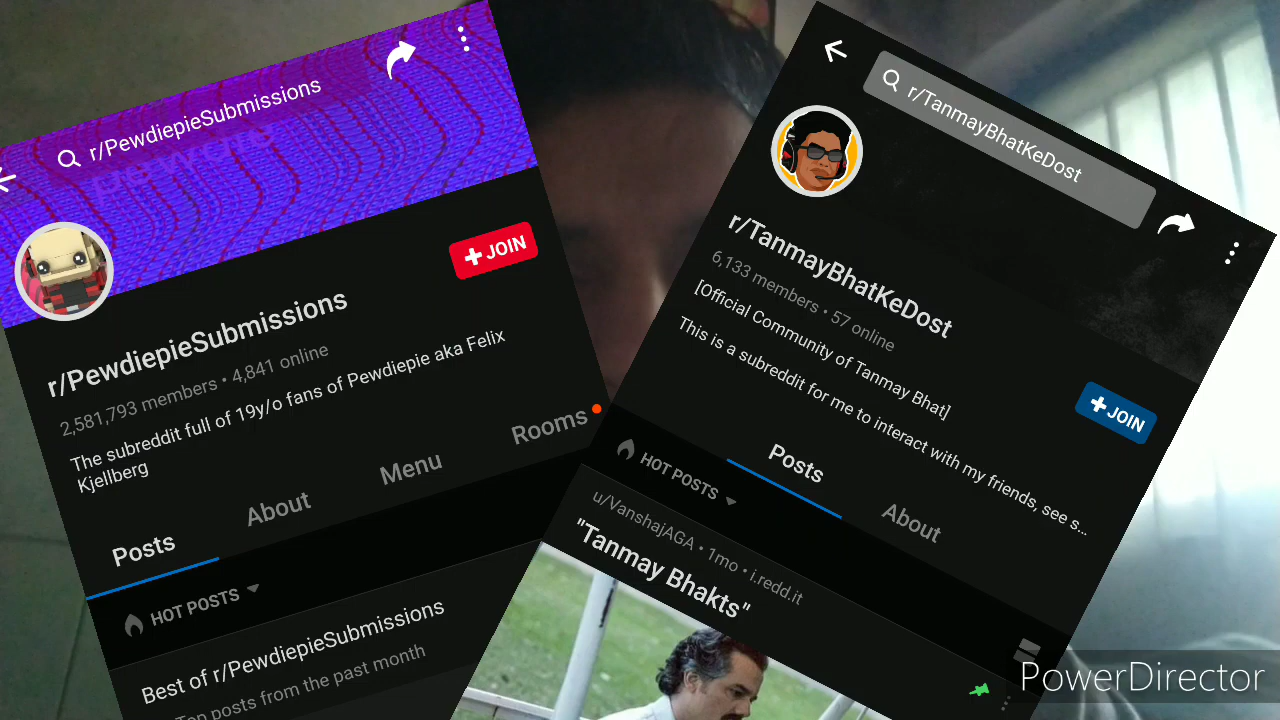 r/PewdiepieSubmissions
r/PewdiepieSubmissions
2,581,793 members • 4,841 online
The subreddit full of 19y/o fans of Pewdiepie aka Felix
Kjellberg
JOIN
Posts
About
Menu
Rooms
HOT POSTS
Best of r/PewdiepieSubmissions
Top posts from the past month
r/TanmayBhatKeDost
r/TanmayBhatKeDost
6,133 members • 57 online
[Official Community of Tanmay Bhat]
This is a subreddit for me to interact with my friends, see s...
JOIN
Posts
About
HOT POSTS
u/VanshajAGA • 1mo • i.redd.it
"Tanmay Bhakts"
PowerDirector